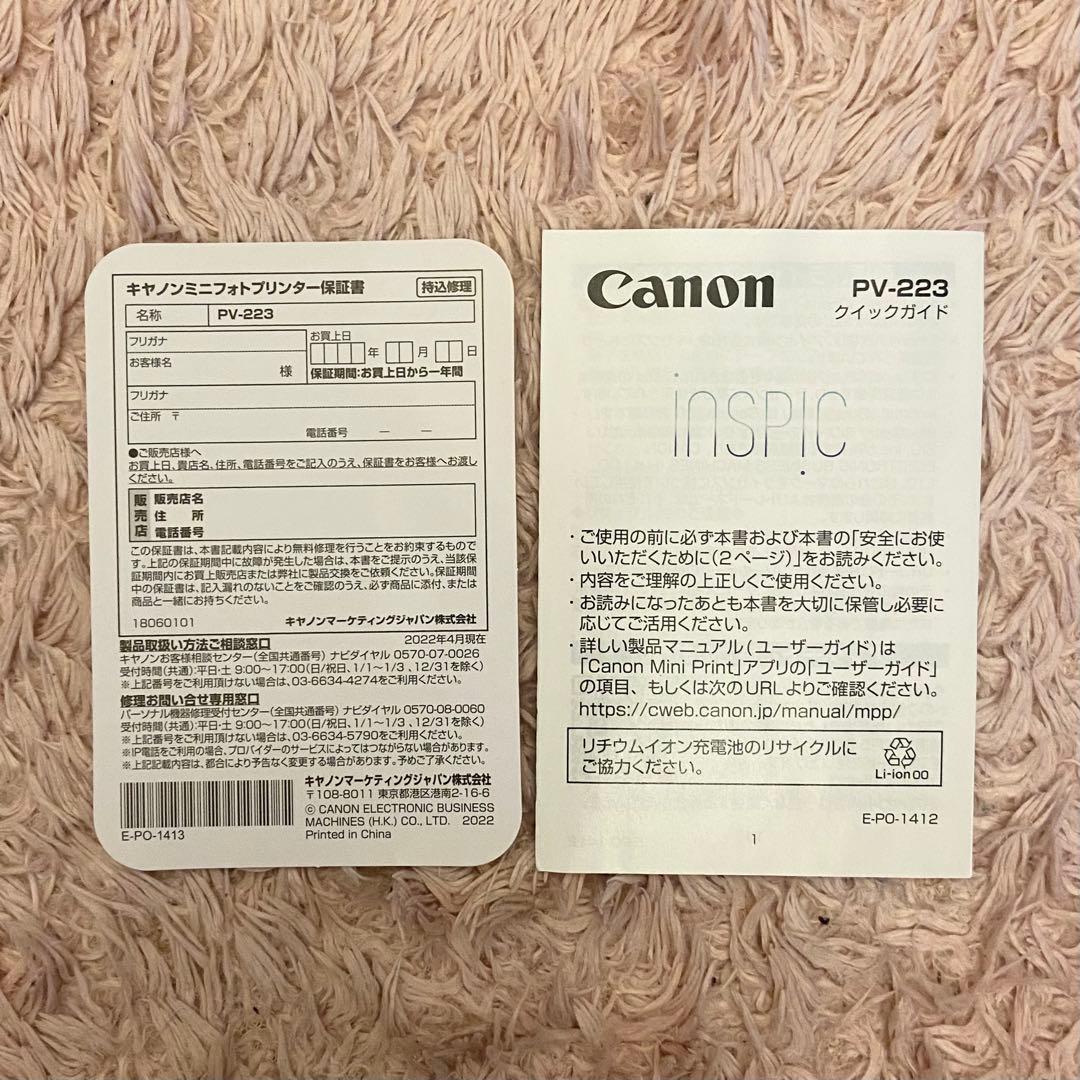 キヤノンミニフォトプリンター保証書 持込修理
名称 PV-223
フリガナ
お買上日
年 月 日
お客様名
様
保証期間:お買上日から一年間
フリガナ
ご住所 〒
電話番号 ― ―
●ご販売店様へ
お買上日、貴店名、住所、電話番号をご記入のうえ、保証書をお客様へお渡し
ください。
販売店
販売店名
住 所
電話番号
この保証書は、本書記載内容により無料修理を行うことをお約束するもので
す。上記の保証期間中に故障が発生した場合は、本書をご提示のうえ、当該保
証期間内にお買上販売店または弊社に製品交換をご依頼ください。保証期間
中の保証書は、記入漏れのないことをご確認のうえ、必ず商品に添付、または
商品と一緒にお持ちください。
18060101 キヤノンマーケティングジャパン株式会社
製品取扱い方法ご相談窓口 2022年4月現在
キヤノンお客様相談センター(全国共通番号) ナビダイヤル 0570-07-0026
受付時間(共通):平日・土 9:00~17:00(日/祝日、1/1~1/3 、12/31を除く)
※上記番号をご利用頂けない場合は、03-6634-4274をご利用ください。
修理お問い合せ専用窓口
パーソナル機器修理受付センター(全国共通番号) ナビダイヤル 0570-08-0060
受付時間(共通):平日・土 9:00~17:00(日/祝日、1/1~1/3 、12/31を除く)
※上記番号をご利用頂けない場合は、03-6634-5790をご利用ください。
※IP電話をご利用の場合、プロバイダーのサービスによってはつながらない場合があります。
※上記記載内容は、都合により予告なく変更する場合があります。予めご了承ください。
キヤノンマーケティングジャパン株式会社
〒108-8011 東京都港区港南2-16-6
© CANON ELECTRONIC BUSINESS
MACHINES (H.K.) CO., LTD. 2022
E-PO-1413 Printed in China
Canon PV-223
クイックガイド
inSPiC
・ご使用の前に必ず本書および本書の「安全にお使
いいただくために(2ページ)」をお読みください。
・内容をご理解の上正しくご使用ください。
・お読みになったあとも本書を大切に保管し必要に
応じてご活用ください。
・詳しい製品マニュアル(ユーザーガイド)は
「Canon Mini Print」アプリの「ユーザーガイド」
の項目、もしくは次のURLよりご確認ください。
https://cweb.canon.jp/manual/mpp/
リチウムイオン充電池のリサイクルに
ご協力ください。
Li-ion 00
E-PO-1412
1